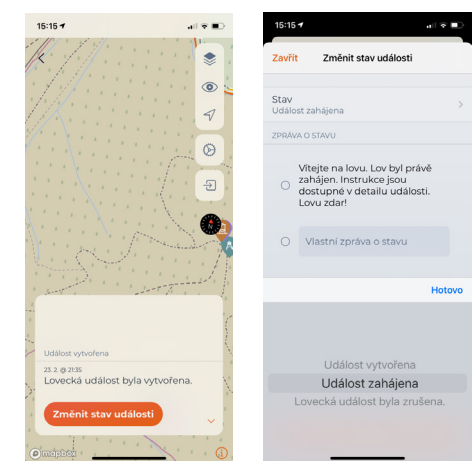 15:15
Událost vytvořena
23. 2. @ 21:35
Lovecká událost byla vytvořena.
Změnit stav události
mapbox
15:15
Zavřít
Změnit stav události
Stav
Událost zahájena
ZPRÁVA O STAVU
Vítejte na lovu. Lov byl právě
zahájen. Instrukce jsou
dostupné v detailu události.
Lovu zdar!
Vlastní zpráva o stavu
Hotovo
Událost vytvořena
Událost zahájena
Lovecká událost byla zrušena.